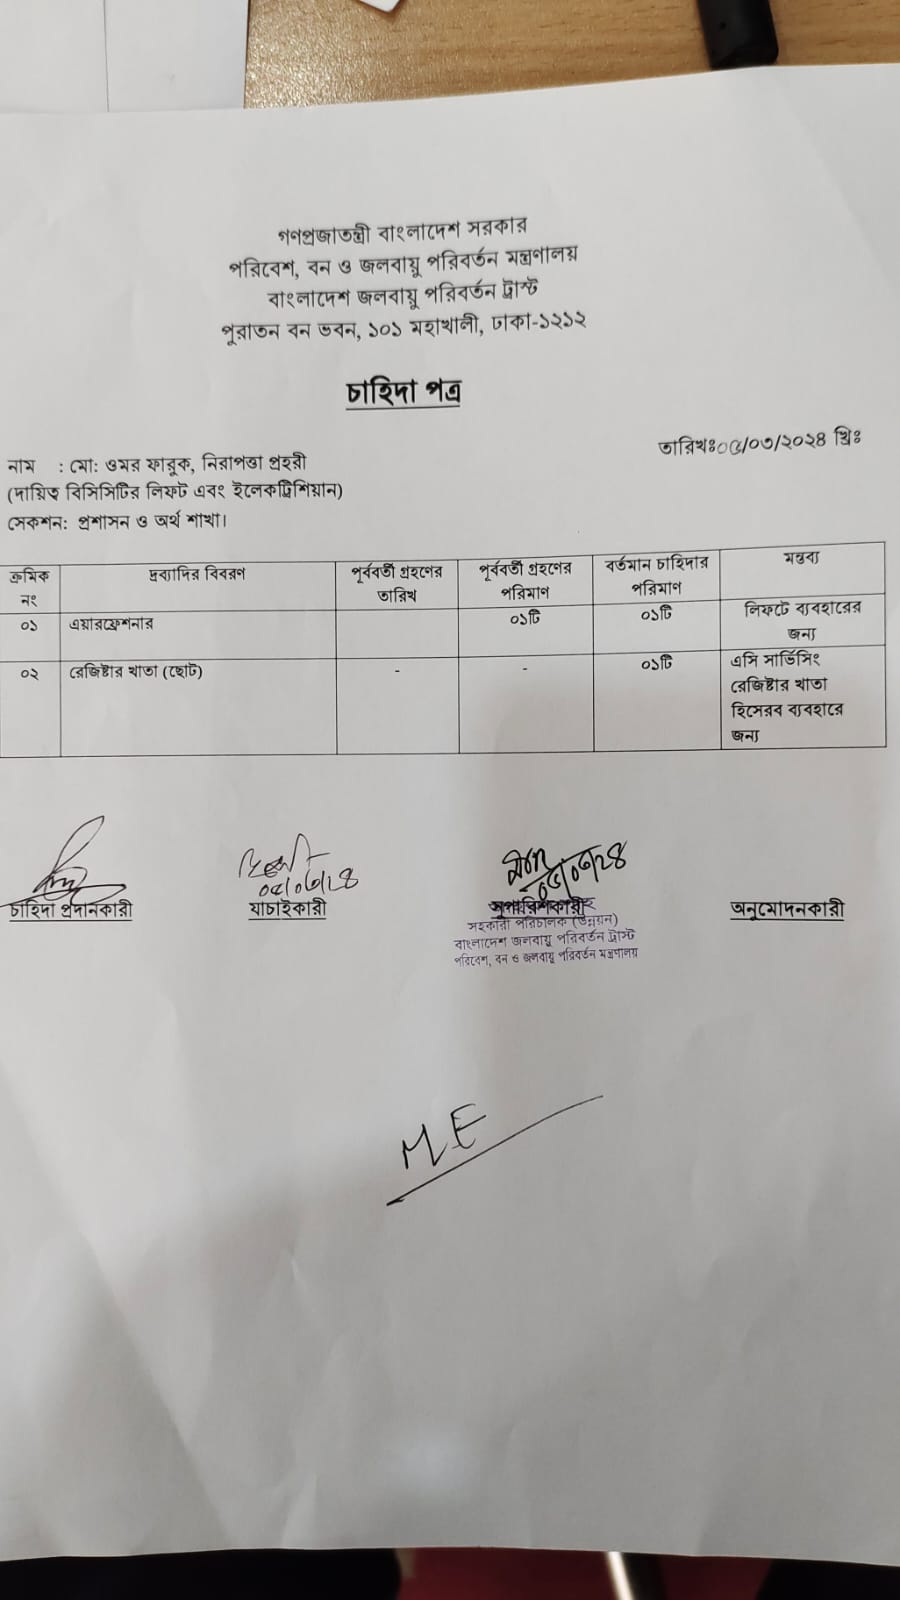 গণপ্রজাতন্ত্রী বাংলাদেশ সরকার
পরিবেশ, বন ও জলবায়ু পরিবর্তন মন্ত্রণালয়
বাংলাদেশ জলবায়ু পরিবর্তন ট্রাস্ট
পুরাতন বন ভবন, ১০১ মহাখালী, ঢাকা-১২১২
চাহিদা পত্র
তারিখঃ০৫/০৩/২০২৪ খ্রিঃ
নাম : মো: ওমর ফারুক, নিরাপত্তা প্রহরী
(দায়িত্ব বিসিসিটির লিফট এবং ইলেকট্রিশিয়ান)
সেকশন: প্রশাসন ও অর্থ শাখা।
ক্রমিক নং দ্রব্যাদির বিবরণ পূর্ববর্তী গ্রহণের তারিখ পূর্ববর্তী গ্রহণের পরিমাণ বর্তমান চাহিদার পরিমাণ মন্তব্য
০১ এয়ারফ্রেশনার ০১টি ০১টি লিফটে ব্যবহারের
জন্য
০২ রেজিষ্টার খাতা (ছোট) - - ০১টি এসি সার্ভিসিং
রেজিষ্টার খাতা
হিসেরব ব্যবহারে
জন্য
০৫/০৩/২৪
০৫/০৩/২৪
চাহিদা প্রদানকারী যাচাইকারী সুপারিশকারী অনুমোদনকারী
সহকারী পরিচালক (উন্নয়ন)
বাংলাদেশ জলবায়ু পরিবর্তন ট্রাস্ট
পরিবেশ, বন ও জলবায়ু পরিবর্তন মন্ত্রণালয়
ME